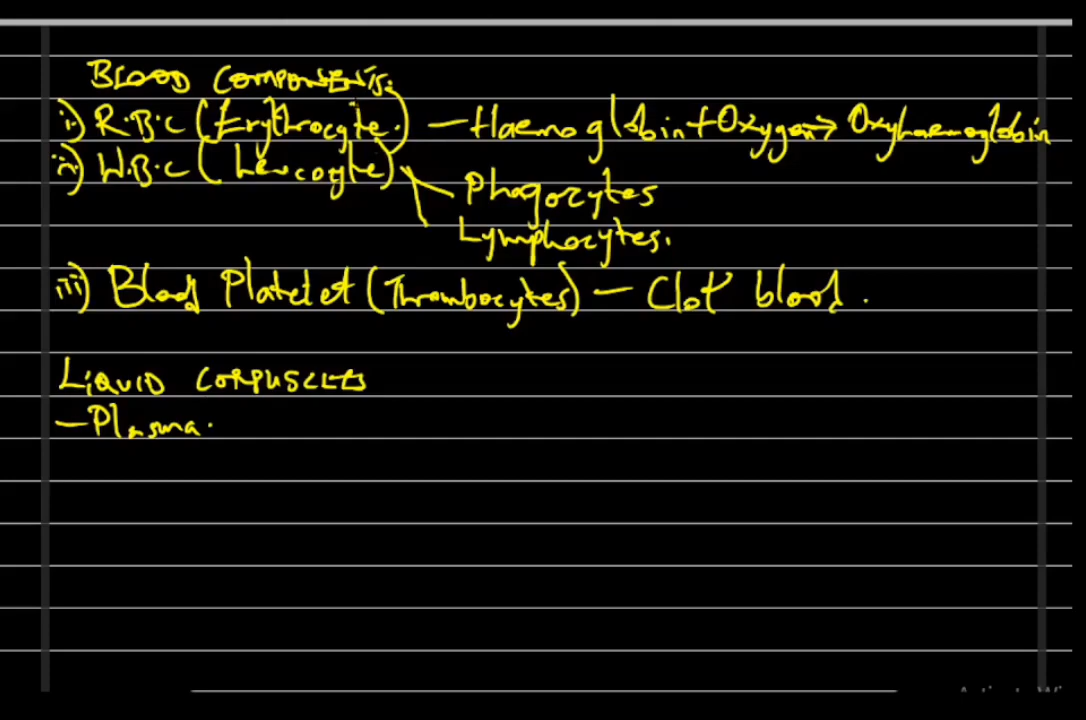 BLOOD COMPONENTS.
i) R.B.C (Erythrocyte.) — Haemoglobin + Oxygen → Oxyhaemoglobin
ii) W.B.C (Leucocyte)
Phagocytes
Lymphocytes.
iii) Blood Platelet (Thrombocytes) — Clot blood.
LIQUID CORPUSCLES
— Plasma.